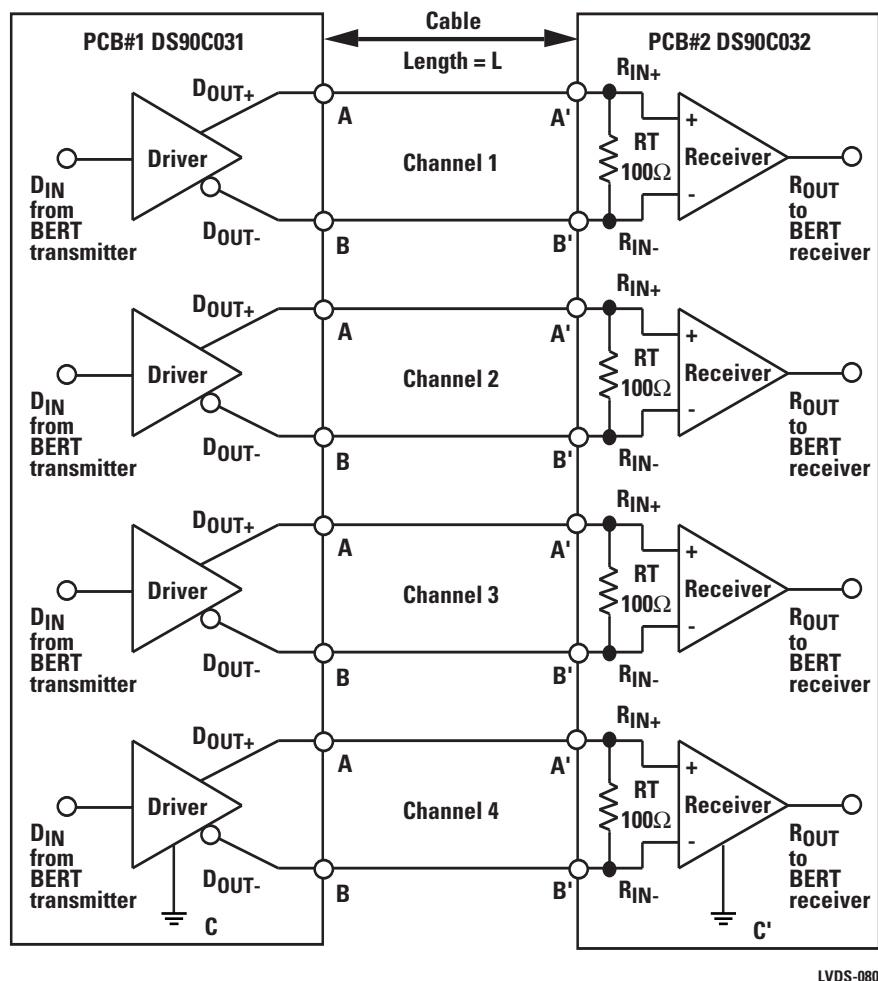 Cable
PCB#1 DS90C031
PCB#2 DS90C032
Length = L
DOUT+
A
A'
RIN+
+
Driver
Channel 1
RT
100Ω
Receiver
-
DIN
from
BERT
transmitter
DOUT-
B
B'
RIN-
ROUT
to
BERT
receiver
DOUT+
A
A'
RIN+
+
Driver
Channel 2
RT
100Ω
Receiver
-
DIN
from
BERT
transmitter
DOUT-
B
B'
RIN-
ROUT
to
BERT
receiver
DOUT+
A
A'
RIN+
+
Driver
Channel 3
RT
100Ω
Receiver
-
DIN
from
BERT
transmitter
DOUT-
B
B'
RIN-
ROUT
to
BERT
receiver
DOUT+
A
A'
RIN+
+
Driver
Channel 4
RT
100Ω
Receiver
-
DIN
from
BERT
transmitter
DOUT-
B
B'
RIN-
ROUT
to
BERT
receiver
C
C'
LVDS-080